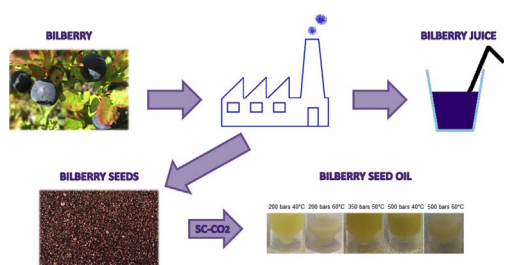 BILBERRY
BILBERRY JUICE
BILBERRY SEEDS
BILBERRY SEED OIL
SC-CO2
200 bars 40°C 200 bars 60°C 350 bars 50°C 500 bars 40°C 500 bars 60°C